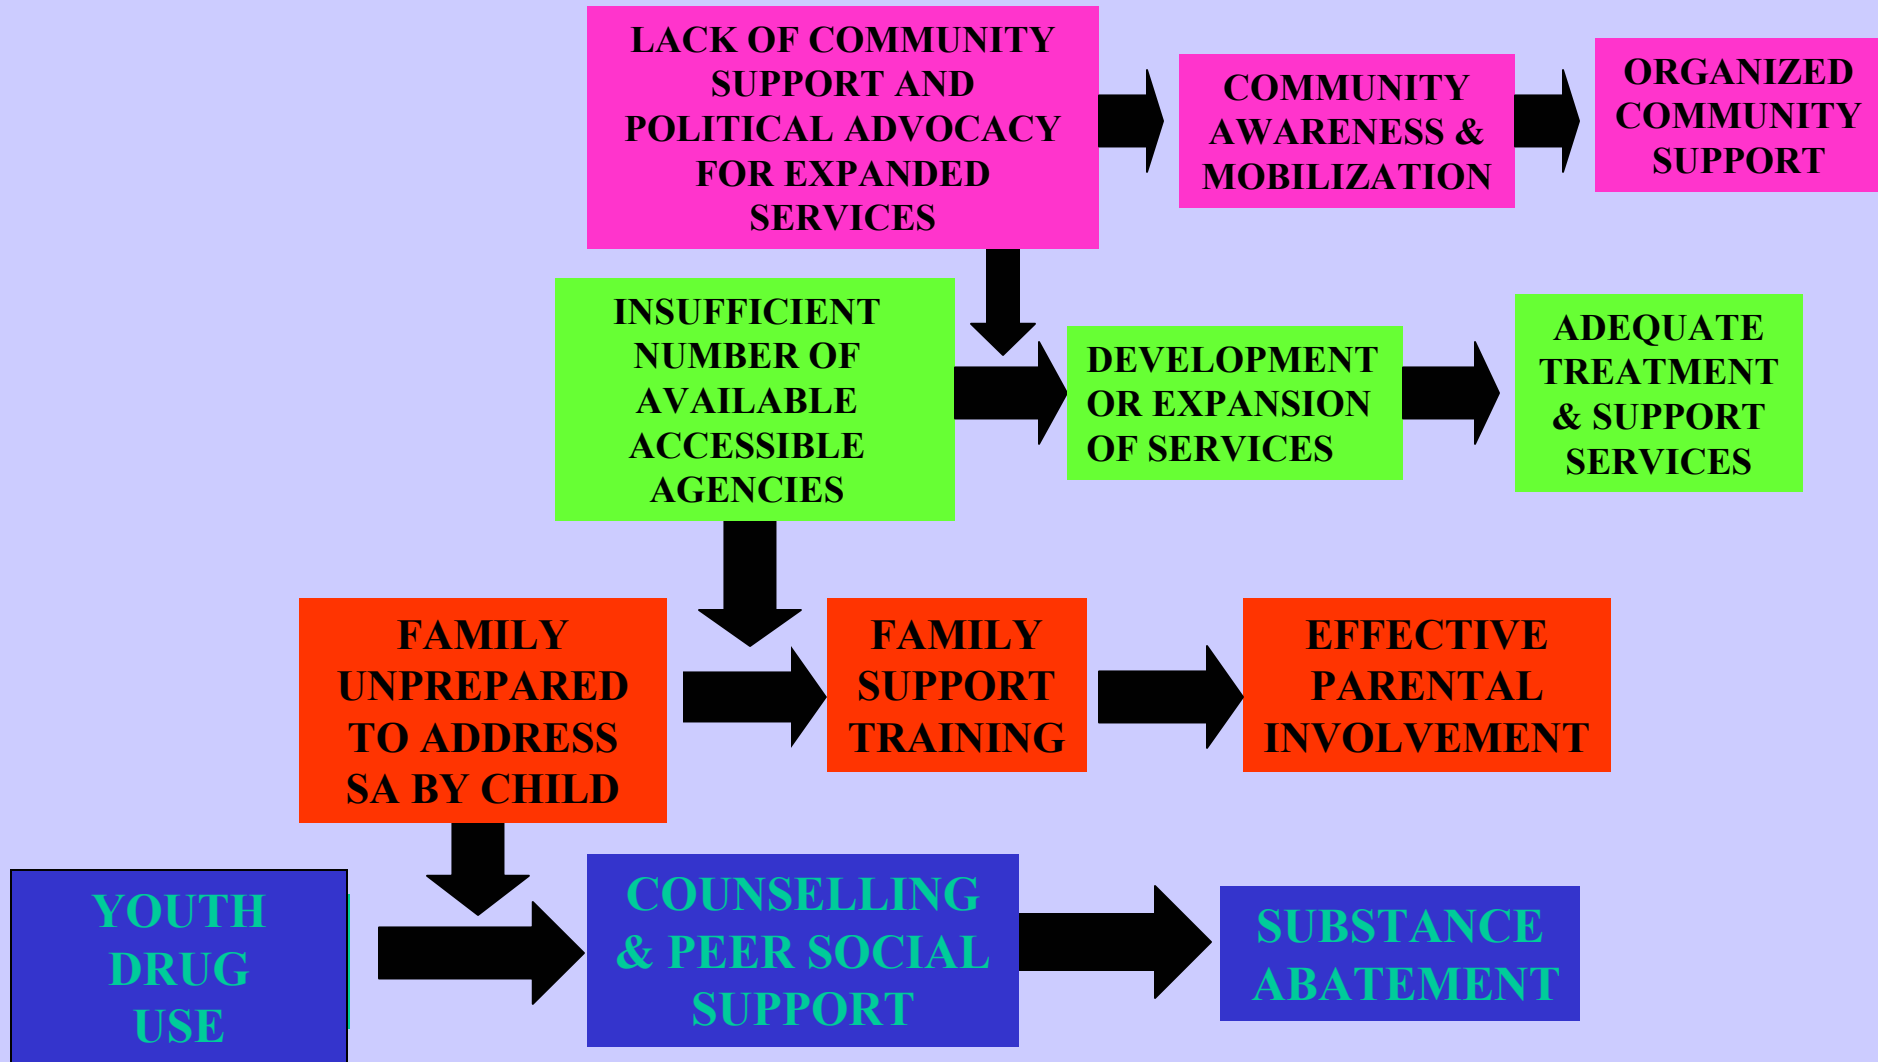 LACK OF COMMUNITY
SUPPORT AND
POLITICAL ADVOCACY
FOR EXPANDED
SERVICES
COMMUNITY
AWARENESS &
MOBILIZATION
ORGANIZED
COMMUNITY
SUPPORT
INSUFFICIENT
NUMBER OF
AVAILABLE
ACCESSIBLE
AGENCIES
DEVELOPMENT
OR EXPANSION
OF SERVICES
ADEQUATE
TREATMENT
& SUPPORT
SERVICES
FAMILY
UNPREPARED
TO ADDRESS
SA BY CHILD
FAMILY
SUPPORT
TRAINING
EFFECTIVE
PARENTAL
INVOLVEMENT
YOUTH
DRUG
USE
COUNSELLING
& PEER SOCIAL
SUPPORT
SUBSTANCE
ABATEMENT